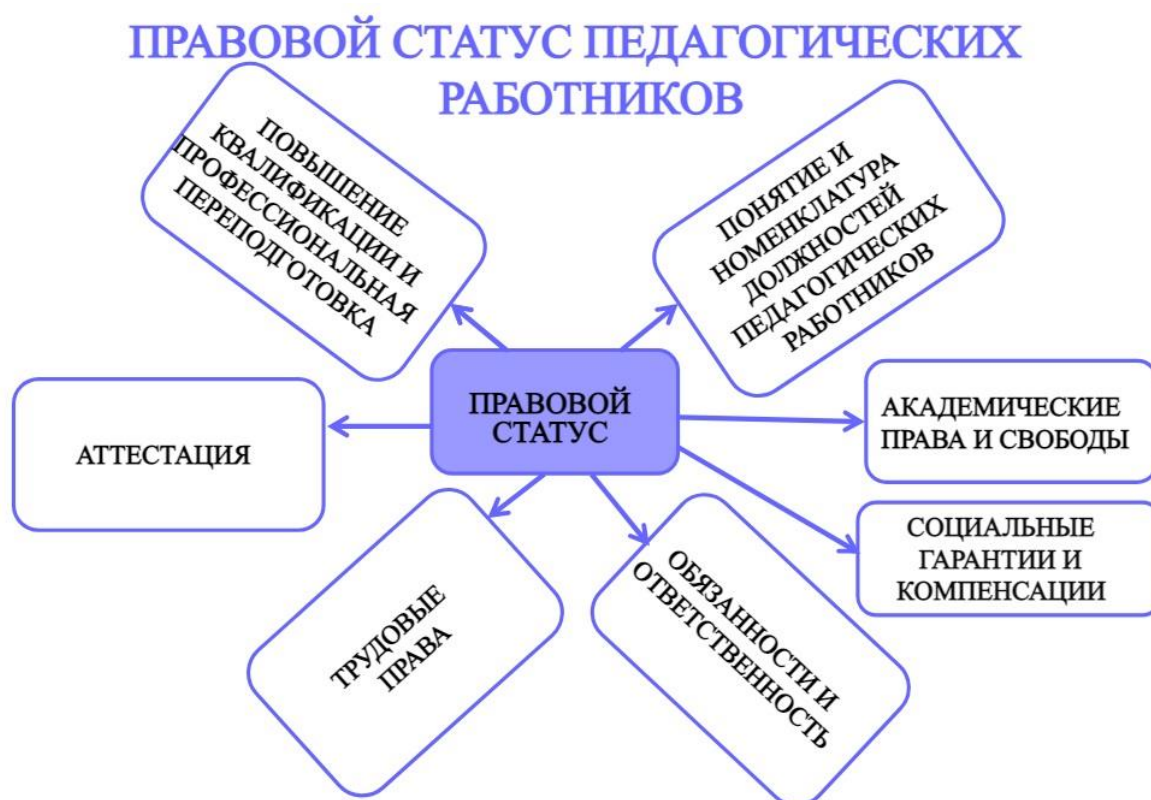 ПРАВОВОЙ СТАТУС ПЕДАГОГИЧЕСКИХ
РАБОТНИКОВ
ПОВЫШЕНИЕ
КВАЛИФИКАЦИИ И
ПРОФЕССИОНАЛЬНАЯ
ПЕРЕПОДГОТОВКА
ПОНЯТИЕ И
НОМЕНКЛАТУРА
ДОЛЖНОСТЕЙ
ПЕДАГОГИЧЕСКИХ
РАБОТНИКОВ
ПРАВОВОЙ
СТАТУС
АТТЕСТАЦИЯ
АКАДЕМИЧЕСКИЕ
ПРАВА И СВОБОДЫ
СОЦИАЛЬНЫЕ
ГАРАНТИИ И
КОМПЕНСАЦИИ
ТРУДОВЫЕ
ПРАВА
ОБЯЗАННОСТИ И
ОТВЕТСТВЕННОСТЬ